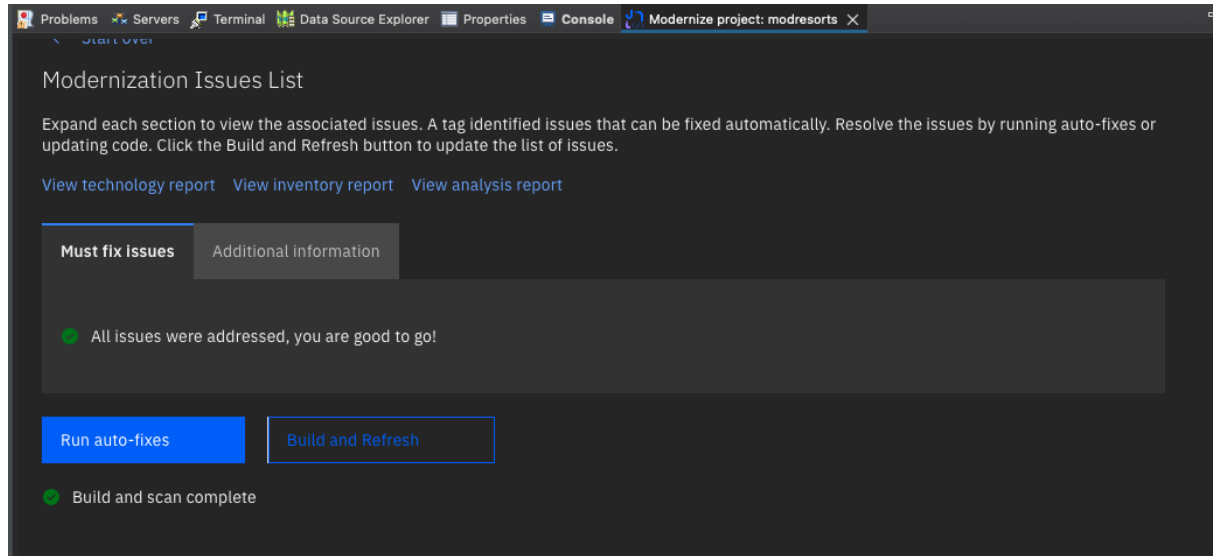 Problems Servers Terminal Data Source Explorer Properties Console Modernize project: modresorts
Start over
Modernization Issues List
Expand each section to view the associated issues. A tag identified issues that can be fixed automatically. Resolve the issues by running auto-fixes or
updating code. Click the Build and Refresh button to update the list of issues.
View technology report View inventory report View analysis report
Must fix issues Additional information
All issues were addressed, you are good to go!
Run auto-fixes Build and Refresh
Build and scan complete